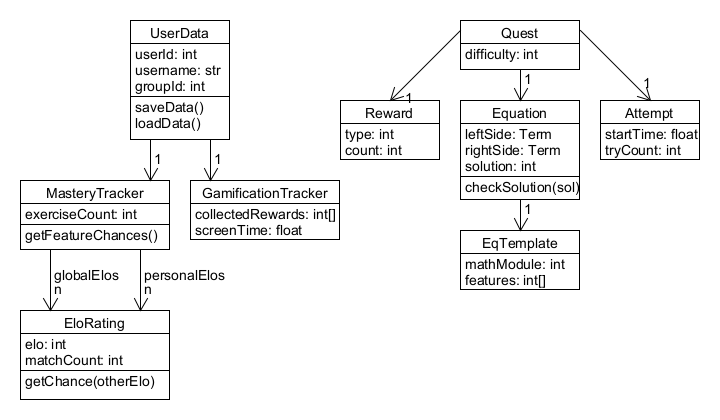 UserData
userId: int
username: str
groupId: int
saveData()
loadData()
1
1
MasteryTracker
exerciseCount: int
getFeatureChances()
GamificationTracker
collectedRewards: int[]
screenTime: float
globalElos
n
personalElos
n
EloRating
elo: int
matchCount: int
getChance(otherElo)
Quest
difficulty: int
1
1
1
Reward
type: int
count: int
Equation
leftSide: Term
rightSide: Term
solution: int
checkSolution(sol)
Attempt
startTime: float
tryCount: int
1
EqTemplate
mathModule: int
features: int[]